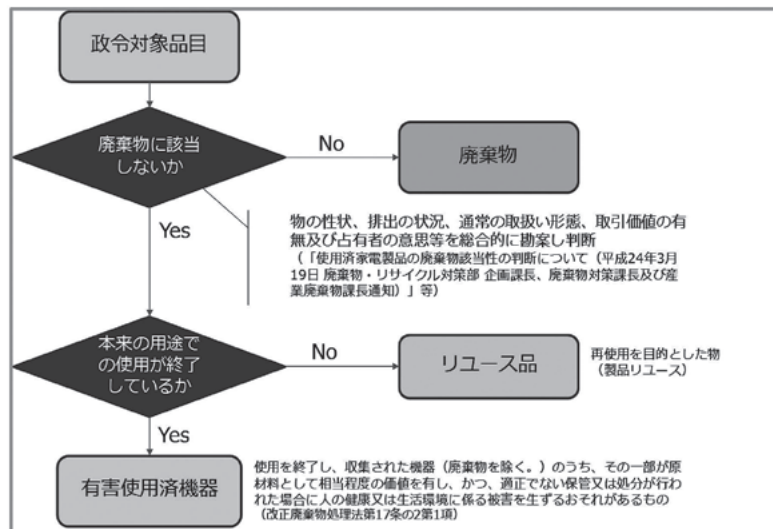 政令対象品目
廃棄物に該当
しないか
No
廃棄物
Yes
物の性状、排出の状況、通常の取扱い形態、取引価値の有
無及び占有者の意思等を総合的に勘案し判断
（「使用済家電製品の廃棄物該当性の判断について（平成24年3月
19日 廃棄物・リサイクル対策部 企画課長、廃棄物対策課長及び産
業廃棄物課長通知）」等）
本来の用途で
の使用が終了
しているか
No
リユース品
再使用を目的とした物
（製品リユース）
Yes
有害使用済機器
使用を終了し、収集された機器（廃棄物を除く。）のうち、その一部が原
材料として相当程度の価値を有し、かつ、適正でない保管又は処分が行わ
れた場合に人の健康又は生活環境に係る被害を生ずるおそれがあるもの
（改正廃棄物処理法第17条の2第1項）